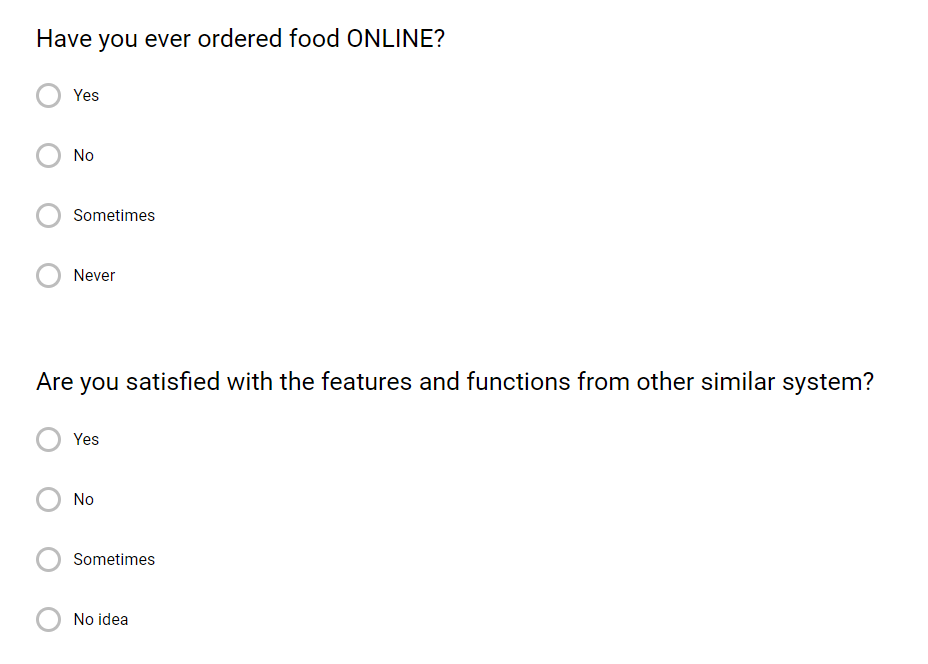 Have you ever ordered food ONLINE?
Yes
No
Sometimes
Never
Are you satisfied with the features and functions from other similar system?
Yes
No
Sometimes
No idea